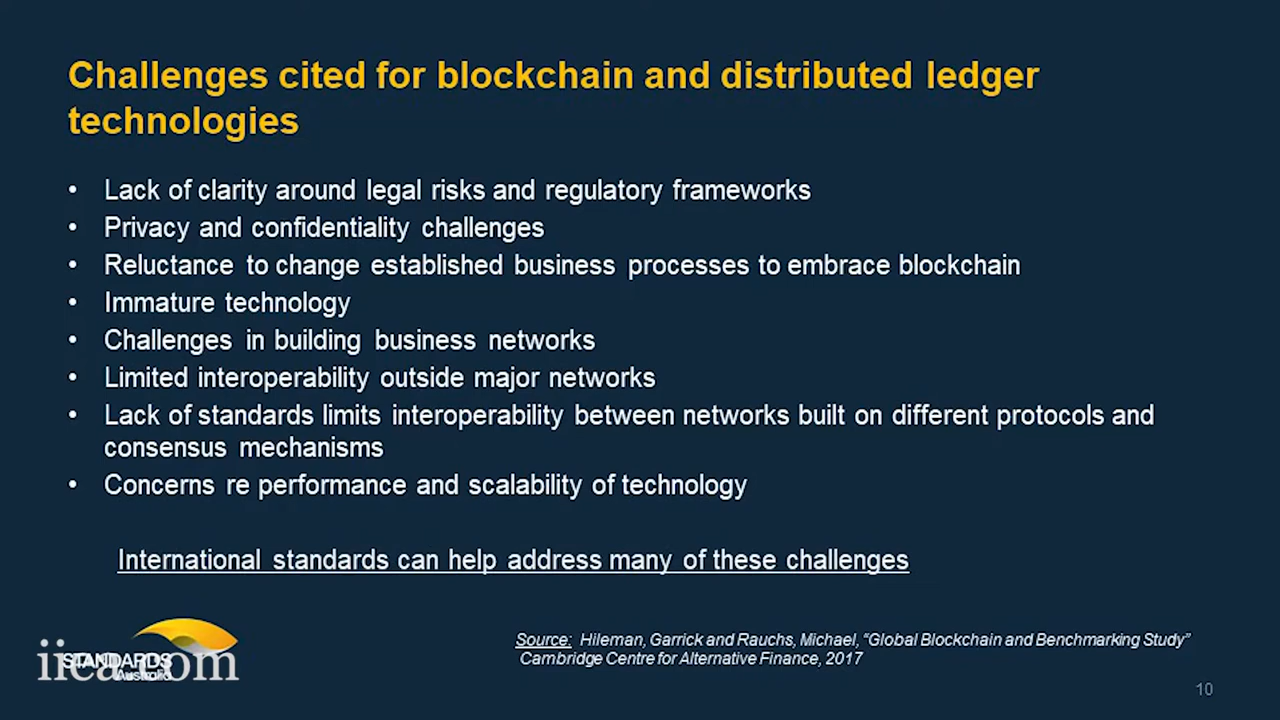 Challenges cited for blockchain and distributed ledger
technologies
• Lack of clarity around legal risks and regulatory frameworks
• Privacy and confidentiality challenges
• Reluctance to change established business processes to embrace blockchain
• Immature technology
• Challenges in building business networks
• Limited interoperability outside major networks
• Lack of standards limits interoperability between networks built on different protocols and
consensus mechanisms
• Concerns re performance and scalability of technology
International standards can help address many of these challenges
Source: Hileman, Garrick and Rauchs, Michael, “Global Blockchain and Benchmarking Study”
Cambridge Centre for Alternative Finance, 2017
STANDARDS
Australia
iiea.com
10